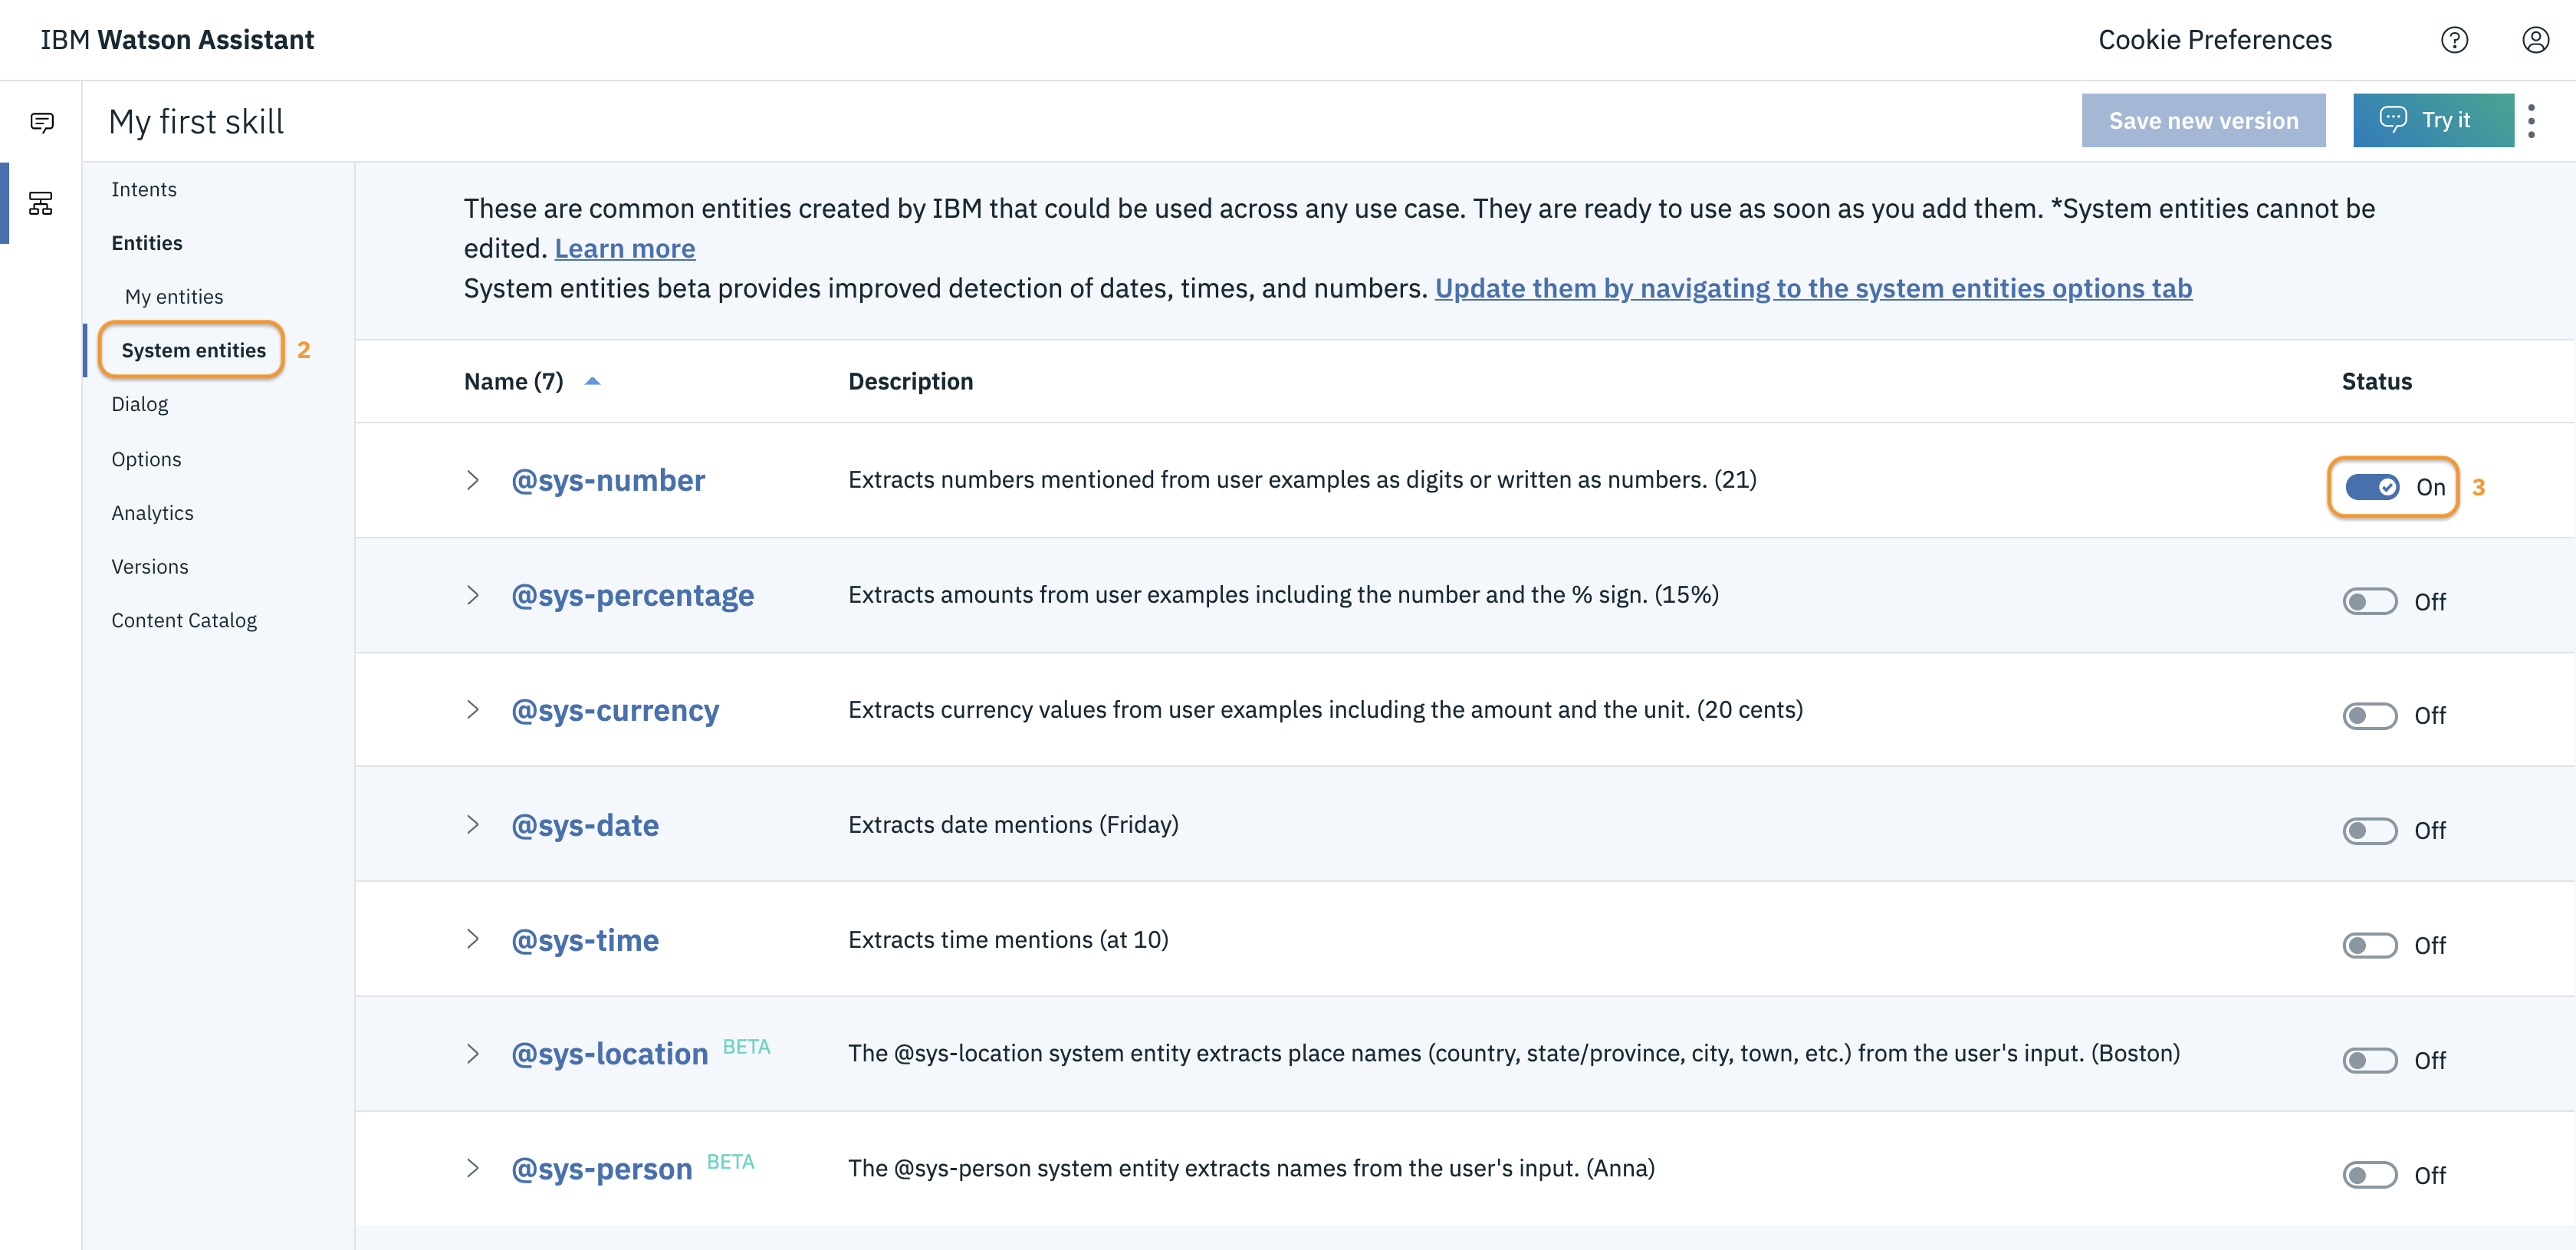 IBM Watson Assistant
Cookie Preferences
My first skill
Save new version
Try it
Intents
Entities
My entities
System entities 2
Dialog
Options
Analytics
Versions
Content Catalog
These are common entities created by IBM that could be used across any use case. They are ready to use as soon as you add them. *System entities cannot be
edited. Learn more
System entities beta provides improved detection of dates, times, and numbers. Update them by navigating to the system entities options tab
Name (7) Description Status
@sys-number Extracts numbers mentioned from user examples as digits or written as numbers. (21) On 3
@sys-percentage Extracts amounts from user examples including the number and the % sign. (15%) Off
@sys-currency Extracts currency values from user examples including the amount and the unit. (20 cents) Off
@sys-date Extracts date mentions (Friday) Off
@sys-time Extracts time mentions (at 10) Off
@sys-location BETA The @sys-location system entity extracts place names (country, state/province, city, town, etc.) from the user's input. (Boston) Off
@sys-person BETA The @sys-person system entity extracts names from the user's input. (Anna) Off